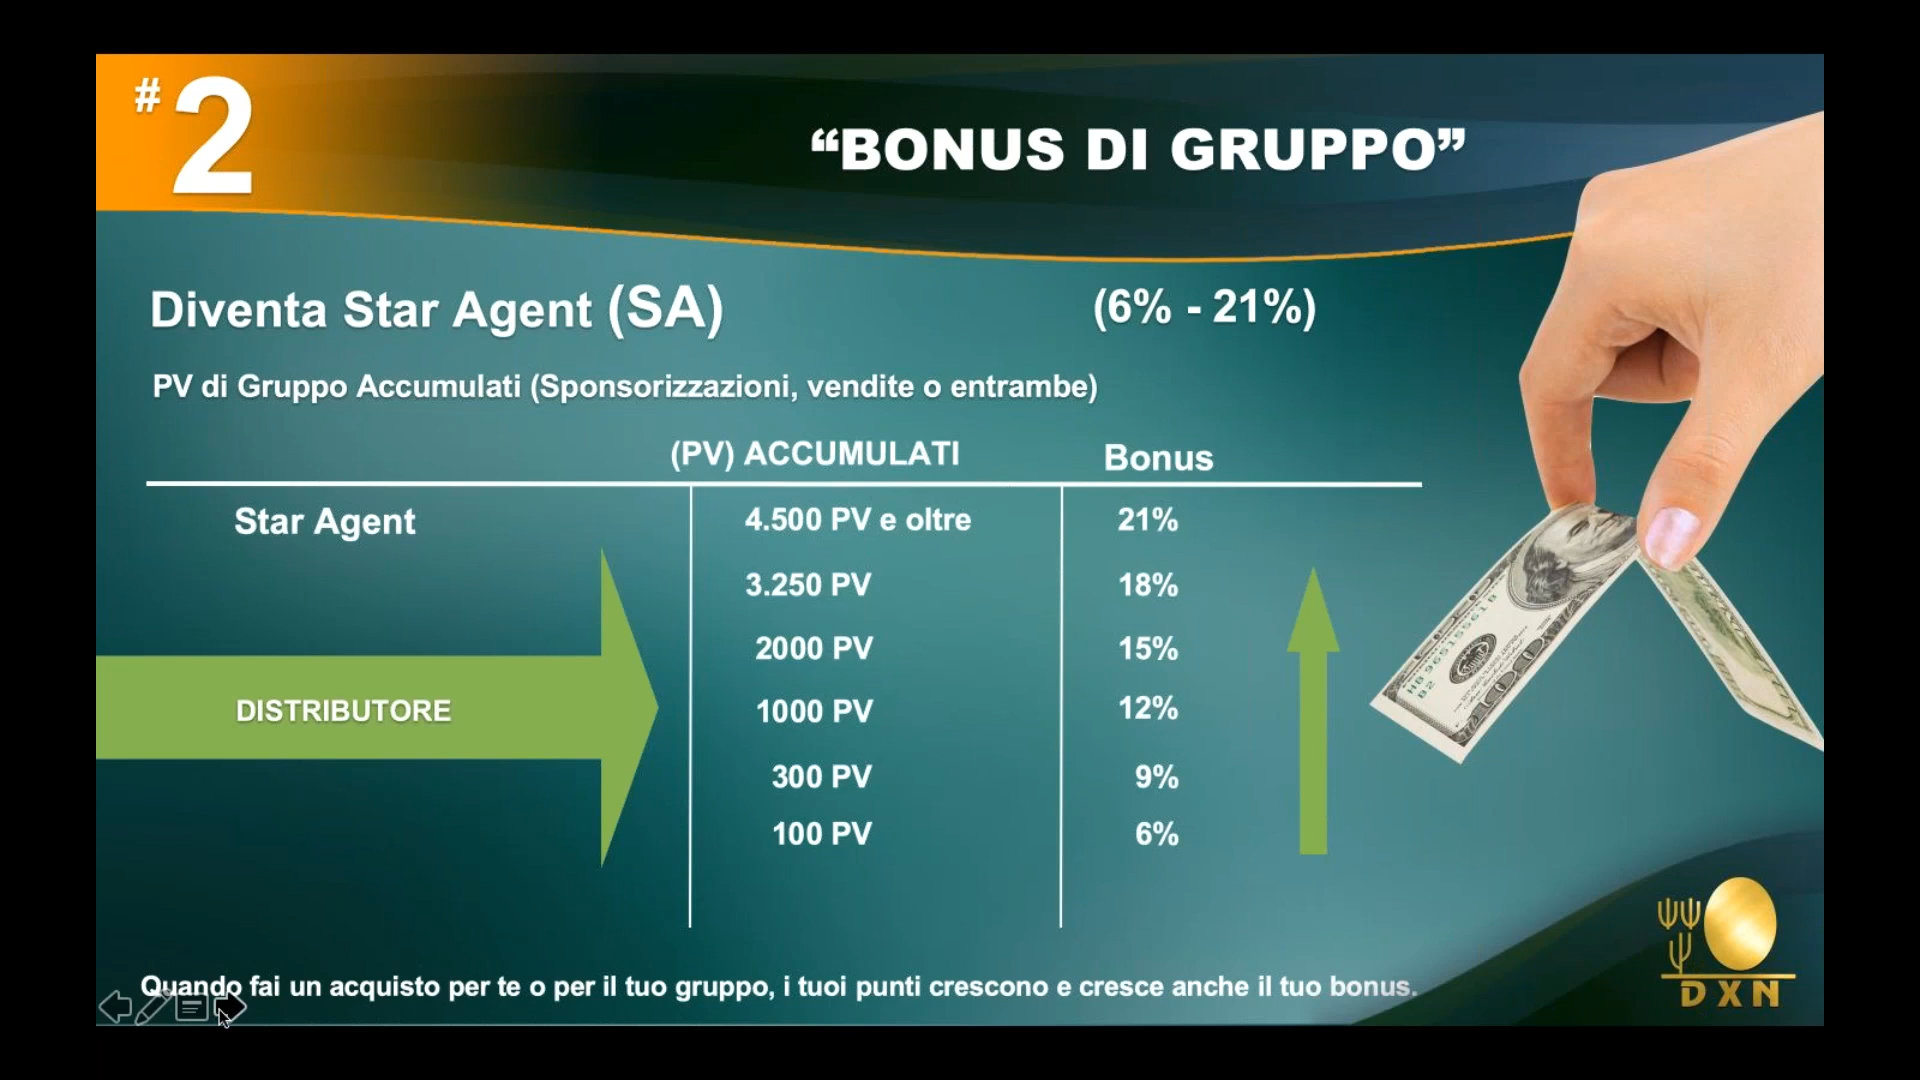 #2
“BONUS DI GRUPPO”
Diventa Star Agent (SA) (6% - 21%)
PV di Gruppo Accumulati (Sponsorizzazioni, vendite o entrambe)
(PV) ACCUMULATI Bonus
Star Agent 4.500 PV e oltre 21%
3.250 PV 18%
2000 PV 15%
DISTRIBUTORE 1000 PV 12%
300 PV 9%
100 PV 6%
Quando fai un acquisto per te o per il tuo gruppo, i tuoi punti crescono e cresce anche il tuo bonus.
DXN